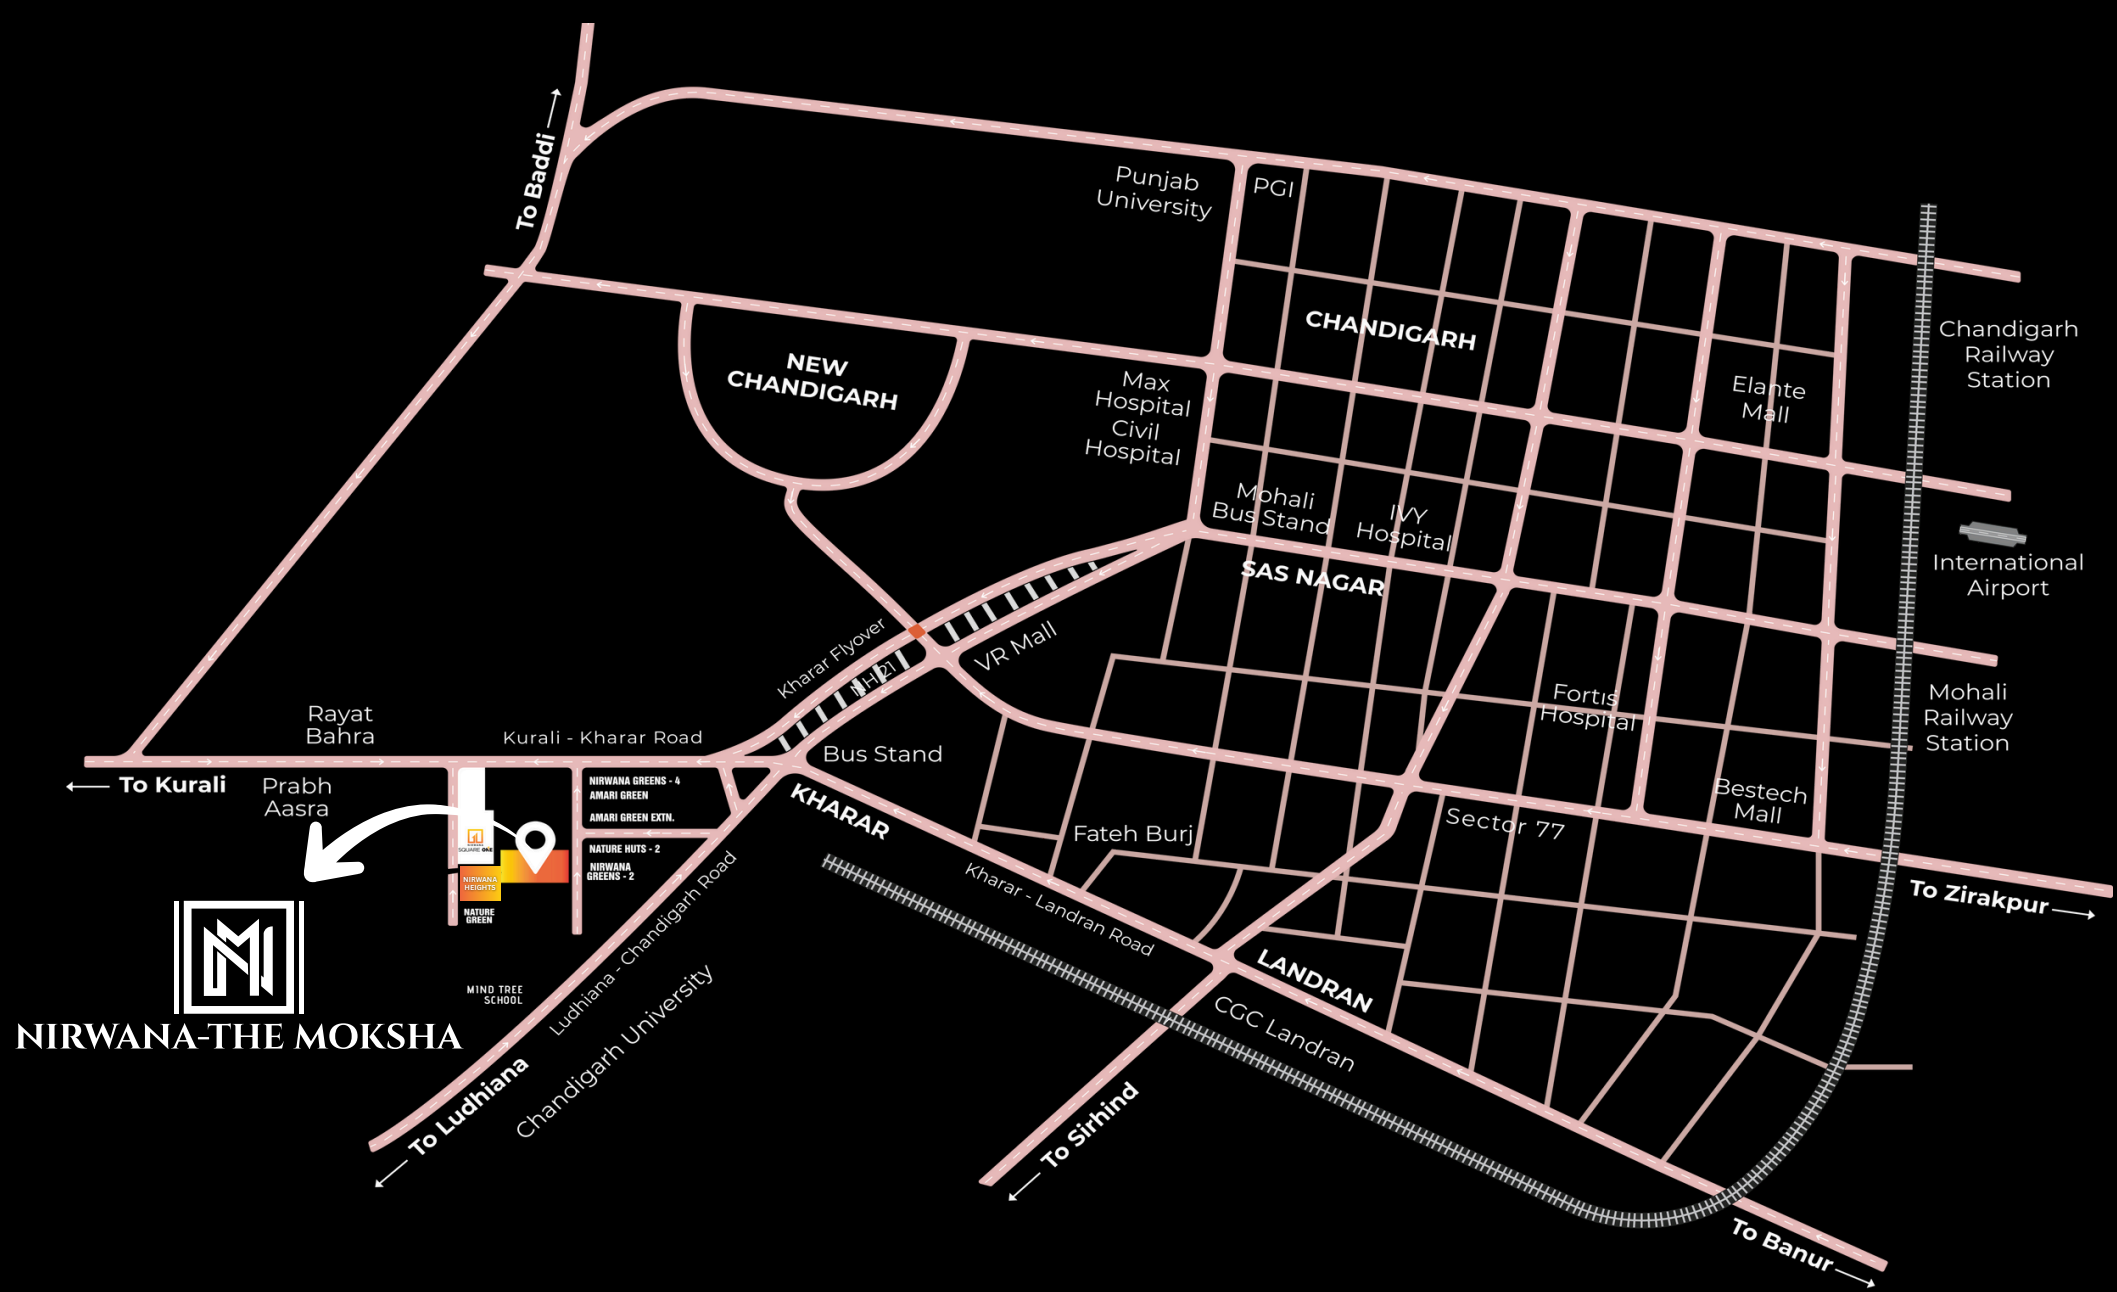 To Baddi
Punjab
University
PGI
CHANDIGARH
Chandigarh
Railway
Station
NEW
CHANDIGARH
Max
Hospital
Civil
Hospital
Elante
Mall
Mohali
Bus Stand
IVY
Hospital
SAS NAGAR
International
Airport
Kharar Flyover
NH 21
VR Mall
Fortis
Hospital
Mohali
Railway
Station
Rayat
Bahra
Kurali - Kharar Road
Bus Stand
To Kurali
Prabh
Aasra
NIRWANA GREENS - 4
AMARI GREEN
AMARI GREEN EXTN.
NATURE HUTS - 2
NIRWANA
GREENS - 2
NIRWANA
SQUARE ONE
NIRWANA
HEIGHTS
NATURE
GREEN
KHARAR
Fateh Burj
Sector 77
Bestech
Mall
To Zirakpur
Kharar - Landran Road
LANDRAN
CGC Landran
Ludhiana - Chandigarh Road
Chandigarh University
MIND TREE
SCHOOL
NM
NIRWANA-THE MOKSHA
To Ludhiana
To Sirhind
To Banur